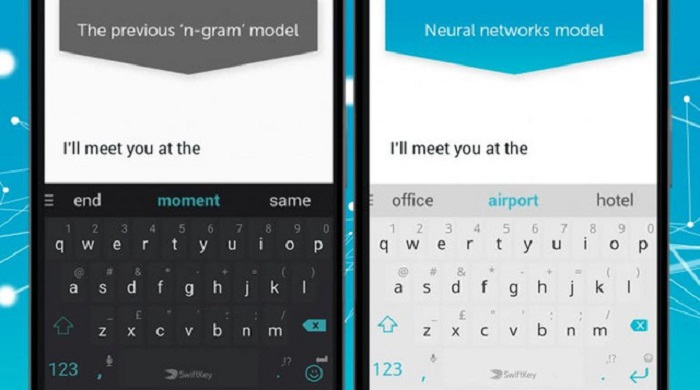 The previous 'n-gram' model
I'll meet you at the
end moment same
1 2 3 4 5 6 7 8 9 0
q w e r t y u i o p
@ # & * - + = ( )
a s d f g h j k l
_ £ " ' : ; /
z x c v b n m
123 , SwiftKey .!?
Neural networks model
I'll meet you at the
office airport hotel
1 2 3 4 5 6 7 8 9 0
q w e r t y u i o p
@ # & * - + = ( )
a s d f g h j k l
_ £ " ' : ; /
z x c v b n m
123 , SwiftKey .!?